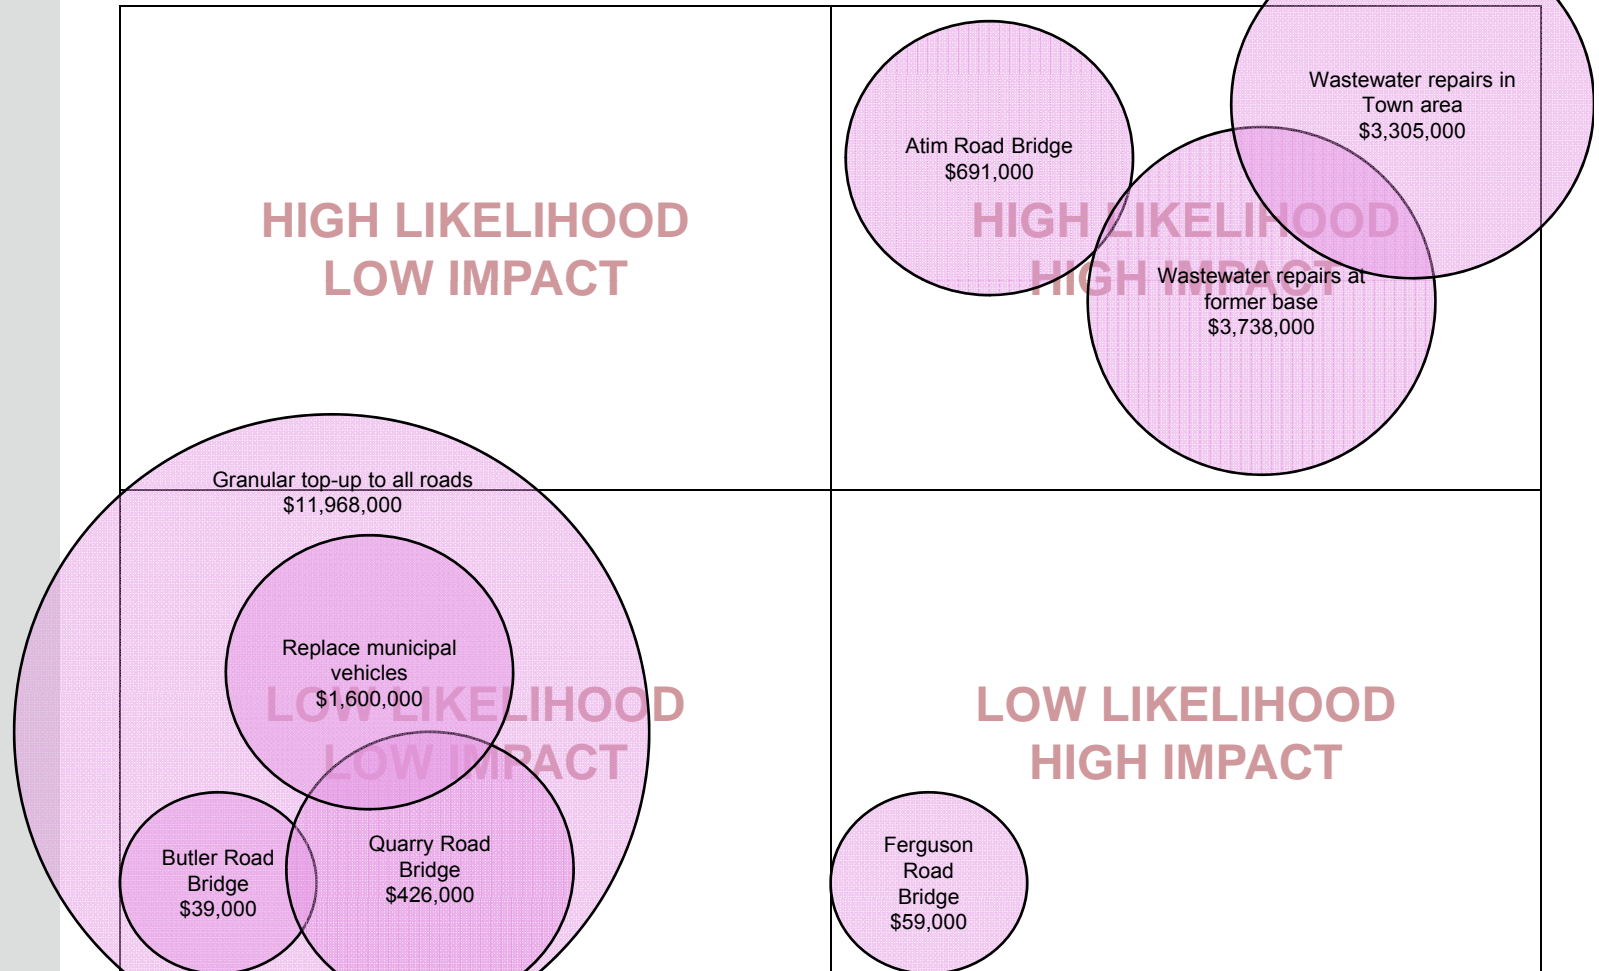 HIGH LIKELIHOOD
LOW IMPACT
Atim Road Bridge
$691,000
Wastewater repairs in
Town area
$3,305,000
HIGH LIKELIHOOD
HIGH IMPACT
Wastewater repairs at
former base
$3,738,000
Granular top-up to all roads
$11,968,000
Replace municipal
vehicles
$1,600,000
LOW LIKELIHOOD
LOW IMPACT
Butler Road
Bridge
$39,000
Quarry Road
Bridge
$426,000
LOW LIKELIHOOD
HIGH IMPACT
Ferguson
Road
Bridge
$59,000